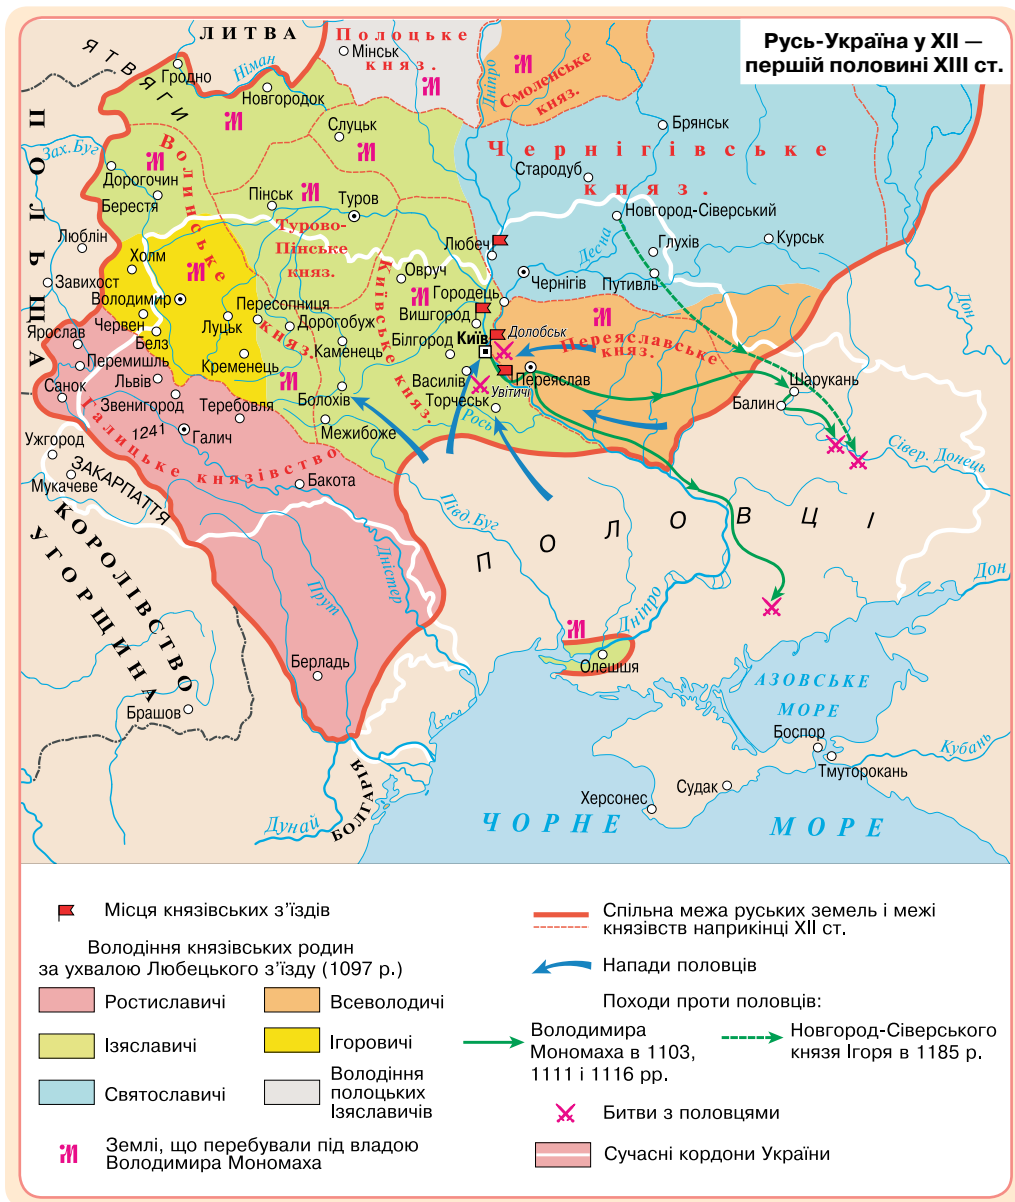 Русь-Україна у XII —
першій половині XIII ст.
ЛИТВА
ЯТВЯГИ
ПОЛЬЩА
Полоцьке
княз.
Мінськ
Гродно
Німан
Новгородок
Дніпро
Смоленське
княз.
Слуцьк
Брянськ
Чернігівське
княз.
Стародуб
Зах. Буг
Дорогочин
Берестя
Волинське
княз.
Пінськ
Туров
Турово-
Пінське
княз.
Новгород-Сіверський
Люблін
Холм
Любеч
Десна
Глухів
Курськ
Завихост
Володимир
Овруч
Чернігів
Путивль
Київське
княз.
Городець
Пересопниця
Вишгород
Дон
Ярослав
Червен
Луцьк
Дорогобуж
Белз
Білгород
Київ
Долобськ
Переяславське
княз.
Перемишль
Кременець
Каменець
Санок
Львів
Василів
Переяслав
Шарукань
Звенигород
Теребовля
Болохів
Торчеськ
Увітичі
Балин
Галицьке князівство
1241
Галич
Межибоже
Рось
Ужгород
Мукачеве
ЗАКАРПАТТЯ
Бакота
Сівер. Донець
КОРОЛІВСТВО
УГОРЩИНА
Півд. Буг
ПОЛОВЦІ
Дністер
Прут
Дніпро
Дон
Берладь
Олешшя
Брашов
АЗОВСЬКЕ
МОРЕ
Боспор
Кубань
Тмуторокань
Судак
Херсонес
БОЛГАРІЯ
Дунай
ЧОРНЕ МОРЕ
Місця князівських з’їздів
Володіння князівських родин
за ухвалою Любецького з’їзду (1097 р.)
Ростиславичі
Всеволодичі
Ізяславичі
Ігоровичі
Святославичі
Володіння
полоцьких
Ізяславичів
Землі, що перебували під владою
Володимира Мономаха
Спільна межа руських земель і межі
князівств наприкінці XII ст.
Напади половців
Походи проти половців:
Володимира
Мономаха в 1103,
1111 і 1116 рр.
Новгород-Сіверського
князя Ігоря в 1185 р.
Битви з половцями
Сучасні кордони України